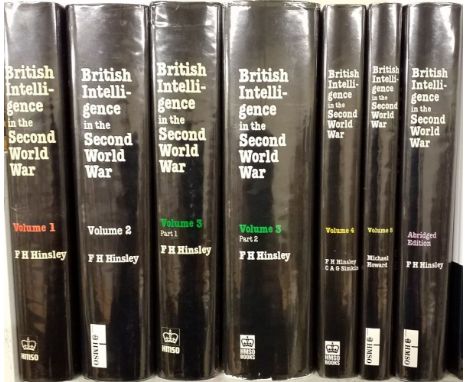 British
Intelli-
gence
in the
Second
World
War
Volume 1
F H Hinsley
HMSO
British
Intelli-
gence
in the
Second
World
War
Volume 2
F H Hinsley
HMSO
British
Intelli-
gence
in the
Second
World
War
Volume 3
Part 1
F H Hinsley
HMSO
British
Intelli-
gence
in the
Second
World
War
Volume 3
Part 2
F H Hinsley
HMSO
BOOKS
British
Intelli-
gence
in the
Second
World
War
Volume 4
F H Hinsley
C A G Simkins
HMSO
BOOKS
British
Intelli-
gence
in the
Second
World
War
Volume 5
Michael
Howard
HMSO
British
Intelli-
gence
in the
Second
World
War
Abridged
Edition
F H Hinsley
HMSO